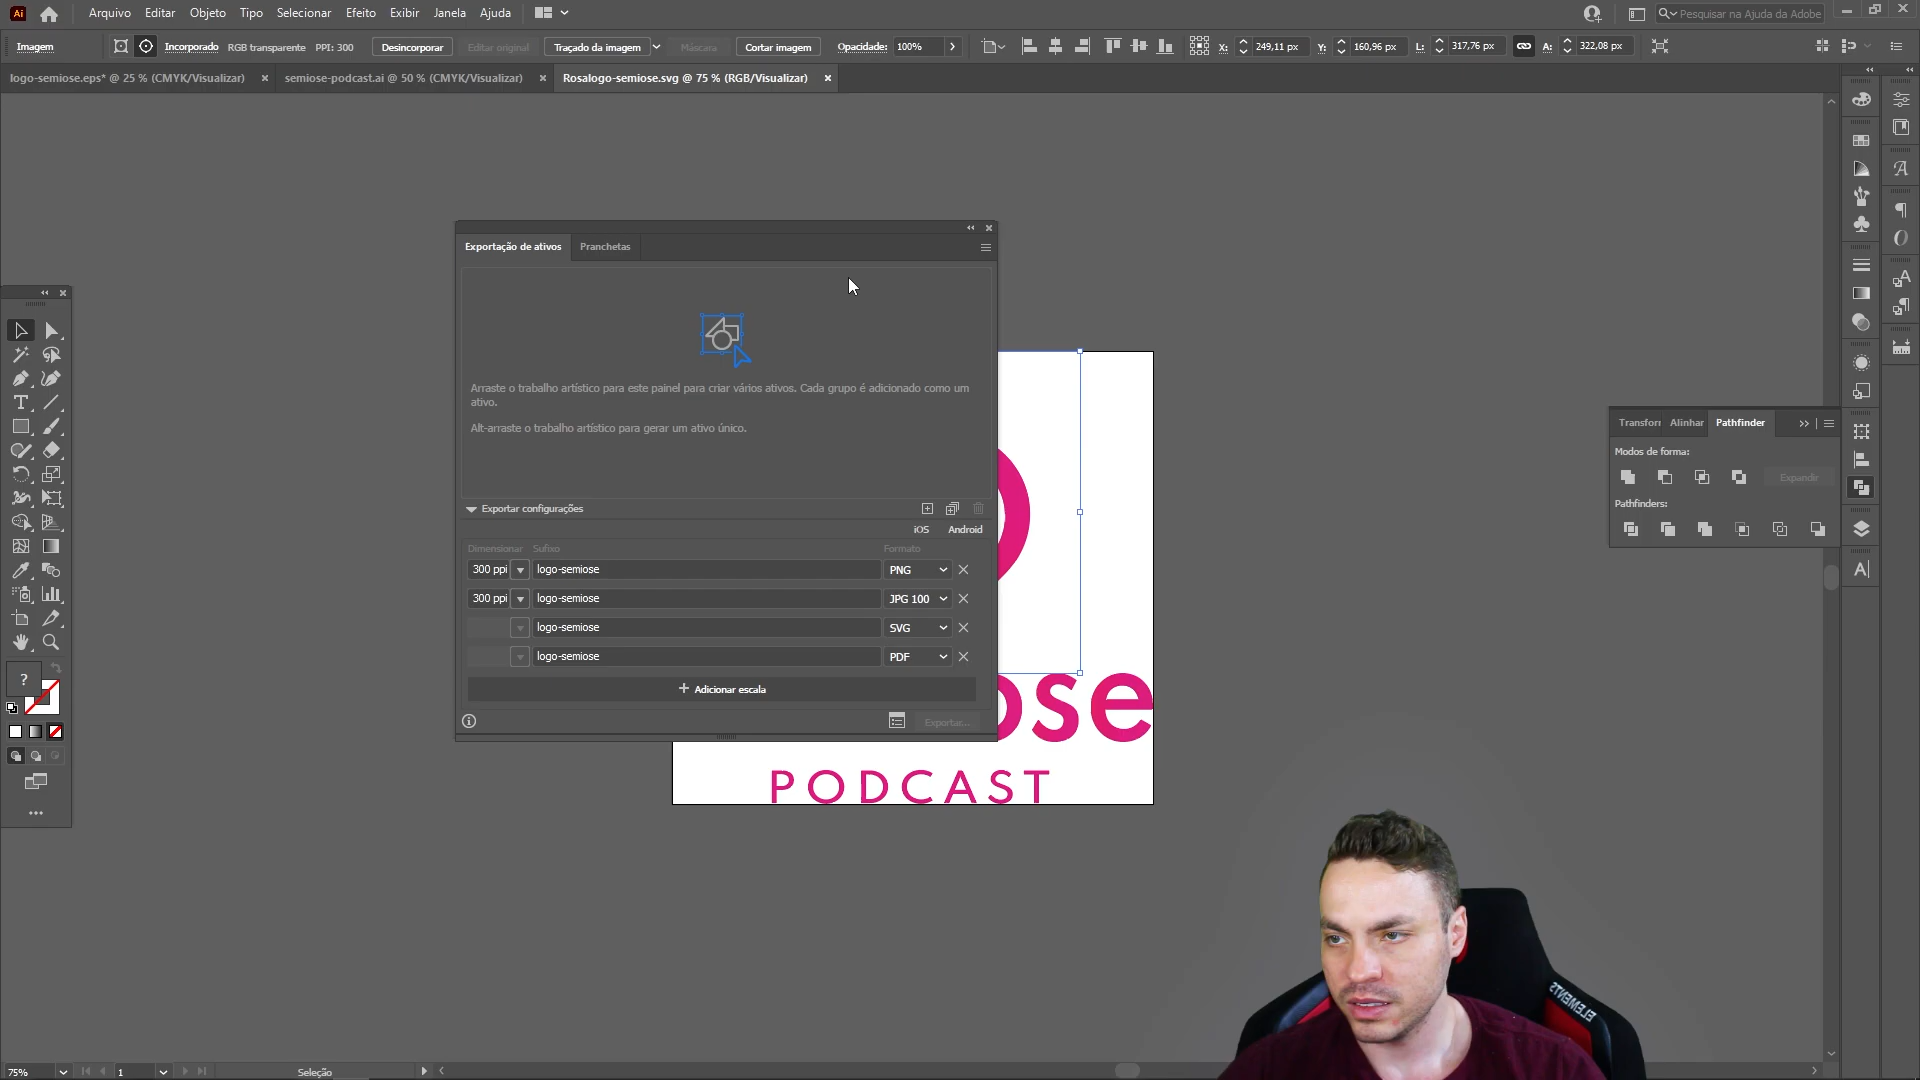 Ai Arquivo Editar Objeto Tipo Selecionar Efeito Exibir Janela Ajuda Pesquisar na Ajuda da Adobe
Imagem Incorporado RGB transparente PPI: 300 Desincorporar Editar original Traçado da imagem Máscara Cortar imagem Opacidade: 100% X: 249,11 px Y: 160,96 px L: 317,76 px A: 322,08 px
logo-semiose.eps* @ 25 % (CMYK/Visualizar) × semiose-podcast.ai @ 50 % (CMYK/Visualizar) × Rosalogo-semiose.svg @ 75 % (RGB/Visualizar) ×
Exportação de ativos Pranchetas
Arraste o trabalho artístico para este painel para criar vários ativos. Cada grupo é adicionado como um
ativo.
Alt-arraste o trabalho artístico para gerar um ativo único.
Exportar configurações
iOS Android
Dimensionar Sufixo Formato
300 ppi logo-semiose PNG
300 ppi logo-semiose JPG 100
logo-semiose SVG
logo-semiose PDF
+ Adicionar escala
Exportar...
Transforr Alinhar Pathfinder
Modos de forma:
Expandir
Pathfinders:
ose
PODCAST
ELEMENTS
75% 1 Seleção